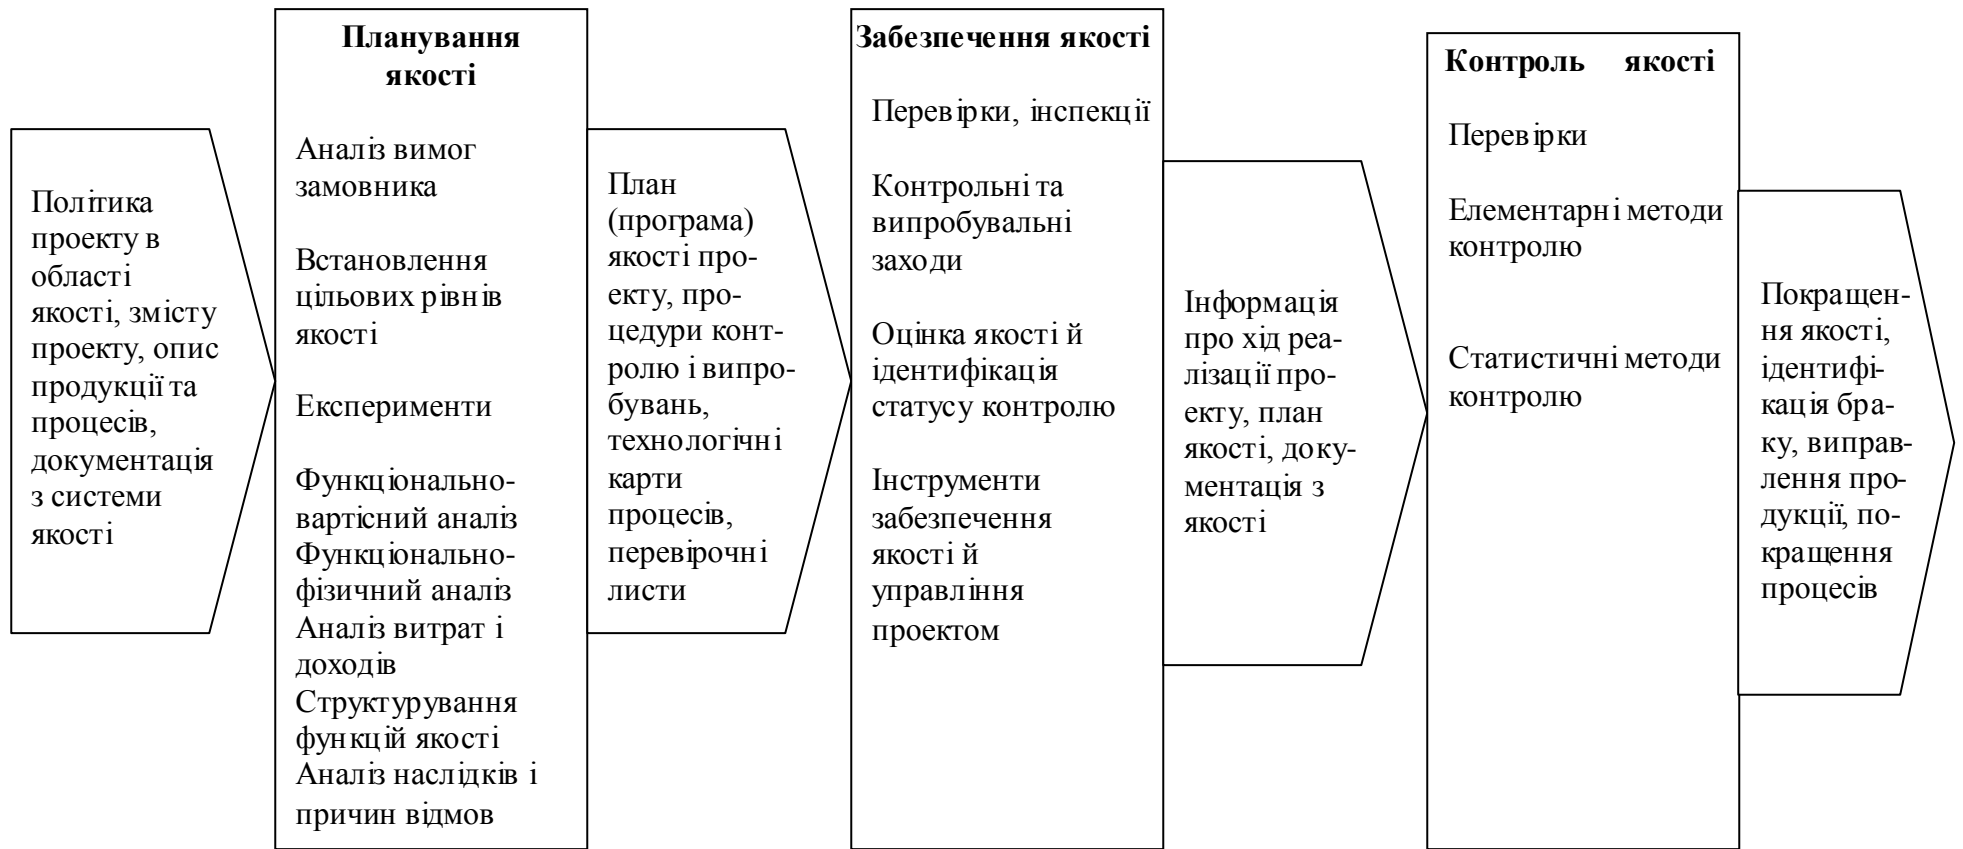 Політика
проекту в
області
якості, змісту
проекту, опис
продукції та
процесів,
документація
з системи
якості
Планування
якості
Аналіз вимог
замовника
Встановлення
цільових рівнів
якості
Експерименти
Функціонально-
вартісний аналіз
Функціонально-
фізичний аналіз
Аналіз витрат і
доходів
Структурування
функцій якості
Аналіз наслідків і
причин відмов
План
(програма)
якості про-
екту, про-
цедури конт-
ролю і випро-
бувань,
технологічні
карти
процесів,
перевірочні
листи
Забезпечення якості
Перевірки, інспекції
Контрольні та
випробувальні
заходи
Оцінка якості й
ідентифікація
статусу контролю
Інструменти
забезпечення
якості й
управління
проектом
Інформація
про хід реа-
лізації про-
екту, план
якості, доку-
ментація з
якості
Контроль якості
Перевірки
Елементарні методи
контролю
Статистичні методи
контролю
Покращен-
ня якості,
ідентифі-
кація бра-
ку, виправ-
лення про-
дукції, по-
кращення
процесів